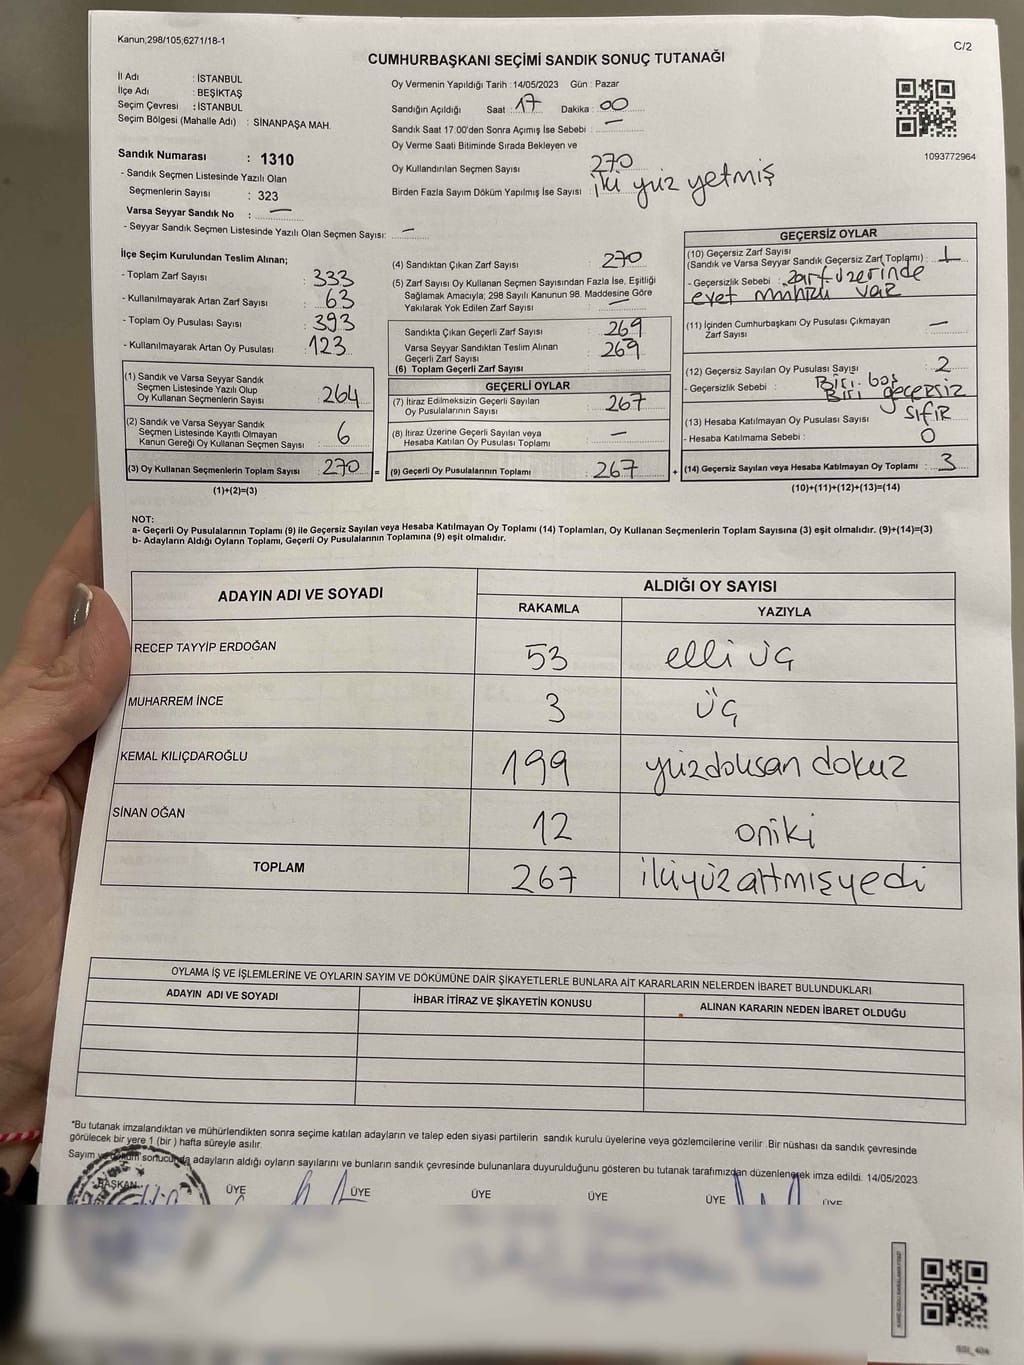 Kanun;298/105;6271/18-1
C/2
CUMHURBAŞKANI SEÇİMİ SANDIK SONUÇ TUTANAĞI
İl Adı : İSTANBUL
İlçe Adı : BEŞİKTAŞ
Seçim Çevresi : İSTANBUL
Seçim Bölgesi (Mahalle Adı) : SİNANPAŞA MAH.
Sandık Numarası : 1310
- Sandık Seçmen Listesinde Yazılı Olan
Seçmenlerin Sayısı : 323
Varsa Seyyar Sandık No : —
- Seyyar Sandık Seçmen Listesinde Yazılı Olan Seçmen Sayısı: —
Oy Vermenin Yapıldığı Tarih : 14/05/2023 Gün : Pazar
Sandığın Açıldığı Saat : 17 Dakika : 00
Sandık Saat 17.00'den Sonra Açımış İse Sebebi : —
Oy Verme Saati Bitiminde Sırada Bekleyen ve
Oy Kullandırılan Seçmen Sayısı 270
Birden Fazla Sayım Döküm Yapılmış İse Sayısı : iki yüz yetmiş
1093772964
İlçe Seçim Kurulundan Teslim Alınan;
- Toplam Zarf Sayısı : 333
- Kullanılmayarak Artan Zarf Sayısı : 63
- Toplam Oy Pusulası Sayısı : 393
- Kullanılmayarak Artan Oy Pusulası : 123
(1) Sandık ve Varsa Seyyar Sandık
Seçmen Listesinde Yazılı Olup
Oy Kullanan Seçmenlerin Sayısı : 264
(2) Sandık ve Varsa Seyyar Sandık
Seçmen Listesinde Kayıtlı Olmayan
Kanun Gereği Oy Kullanan Seçmen Sayısı : 6
(3) Oy Kullanan Seçmenlerin Toplam Sayısı : 270 =
(1)+(2)=(3)
(4) Sandıktan Çıkan Zarf Sayısı : 270
(5) Zarf Sayısı Oy Kullanan Seçmen Sayısından Fazla İse, Eşitliği
Sağlamak Amacıyla; 298 Sayılı Kanunun 98. Maddesine Göre
Yakılarak Yok Edilen Zarf Sayısı : —
Sandıkta Çıkan Geçerli Zarf Sayısı : 269
Varsa Seyyar Sandıktan Teslim Alınan
Geçerli Zarf Sayısı : 269
(6) Toplam Geçerli Zarf Sayısı
GEÇERLİ OYLAR
(7) İtiraz Edilmeksizin Geçerli Sayılan
Oy Pusulalarının Sayısı : 267
(8) İtiraz Üzerine Geçerli Sayılan veya
Hesaba Katılan Oy Pusulası Toplamı : —
(9) Geçerli Oy Pusulalarının Toplamı : 267 +
GEÇERSİZ OYLAR
(10) Geçersiz Zarf Sayısı
(Sandık ve Varsa Seyyar Sandık Geçersiz Zarf Toplamı) : 1
- Geçersizlik Sebebi : Zarf üzerinde
evet mühürü var
(11) İçinden Cumhurbaşkanı Oy Pusulası Çıkmayan
Zarf Sayısı : —
(12) Geçersiz Sayılan Oy Pusulası Sayısı : 2
- Geçersizlik Sebebi : Biri boş
Biri geçersiz
(13) Hesaba Katılmayan Oy Pusulası Sayısı : SıfıR
- Hesaba Katılmama Sebebi : 0
(14) Geçersiz Sayılan veya Hesaba Katılmayan Oy Toplamı : 3
(10)+(11)+(12)+(13)=(14)
NOT:
a- Geçerli Oy Pusulalarının Toplamı (9) ile Geçersiz Sayılan veya Hesaba Katılmayan Oy Toplamı (14) Toplamları, Oy Kullanan Seçmenlerin Toplam Sayısına (3) eşit olmalıdır. (9)+(14)=(3)
b- Adayların Aldığı Oyların Toplamı, Geçerli Oy Pusulalarının Toplamına (9) eşit olmalıdır.
ADAYIN ADI VE SOYADI
ALDIĞI OY SAYISI
RAKAMLA YAZIYLA
RECEP TAYYİP ERDOĞAN 53 elli üç
MUHARREM İNCE 3 üç
KEMAL KILIÇDAROĞLU 199 yüzdoksan dokuz
SİNAN OĞAN 12 oniki
TOPLAM 267 ikiyüzaltmışyedi
OYLAMA İŞ VE İŞLEMLERİNE VE OYLARIN SAYIM VE DÖKÜMÜNE DAİR ŞİKAYETLERLE BUNLARA AİT KARARLARIN NELERDEN İBARET BULUNDUKLARI
ADAYIN ADI VE SOYADI İHBAR İTİRAZ VE ŞİKAYETİN KONUSU ALINAN KARARIN NEDEN İBARET OLDUĞU
*Bu tutanak imzalandıktan ve mühürlendikten sonra seçime katılan adayların ve talep eden siyasi partilerin sandık kurulu üyelerine veya gözlemcilerine verilir. Bir nüshası da sandık çevresinde
görülecek bir yere 1 (bir ) hafta süreyle asılır.
Sayım ve döküm sonucunda adayların aldığı oyların sayılarını ve bunların sandık çevresinde bulunanlara duyurulduğunu gösteren bu tutanak tarafımızdan düzenlenerek imza edildi. 14/05/2023
BAŞKAN ÜYE ÜYE ÜYE ÜYE ÜYE ÜYE